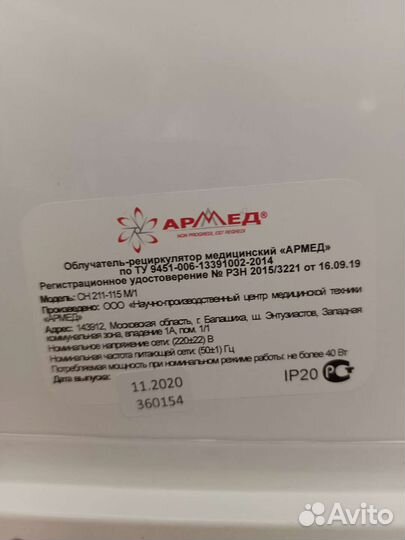 АРМЕД®
NON PROGREDI, EST REGREDI
Облучатель-рециркулятор медицинский «АРМЕД»
по ТУ 9451-006-13391002-2014
Регистрационное удостоверение № РЗН 2015/3221 от 16.09.19
Модель: СН 211-115 М/1
Произведено: ООО «Научно-производственный центр медицинской техники
«АРМЕД»
Адрес: 143912, Московская область, г. Балашиха, ш. Энтузиастов, Западная
коммунальная зона, владение 1А, пом. 1/1
Номинальное напряжение сети: (220±22) В
Номинальная частота питающей сети: (50±1) Гц
Потребляемая мощность при номинальном режиме работы: не более 40 Вт
Дата выпуска:
11.2020
360154
IP20 РСТ
Avito